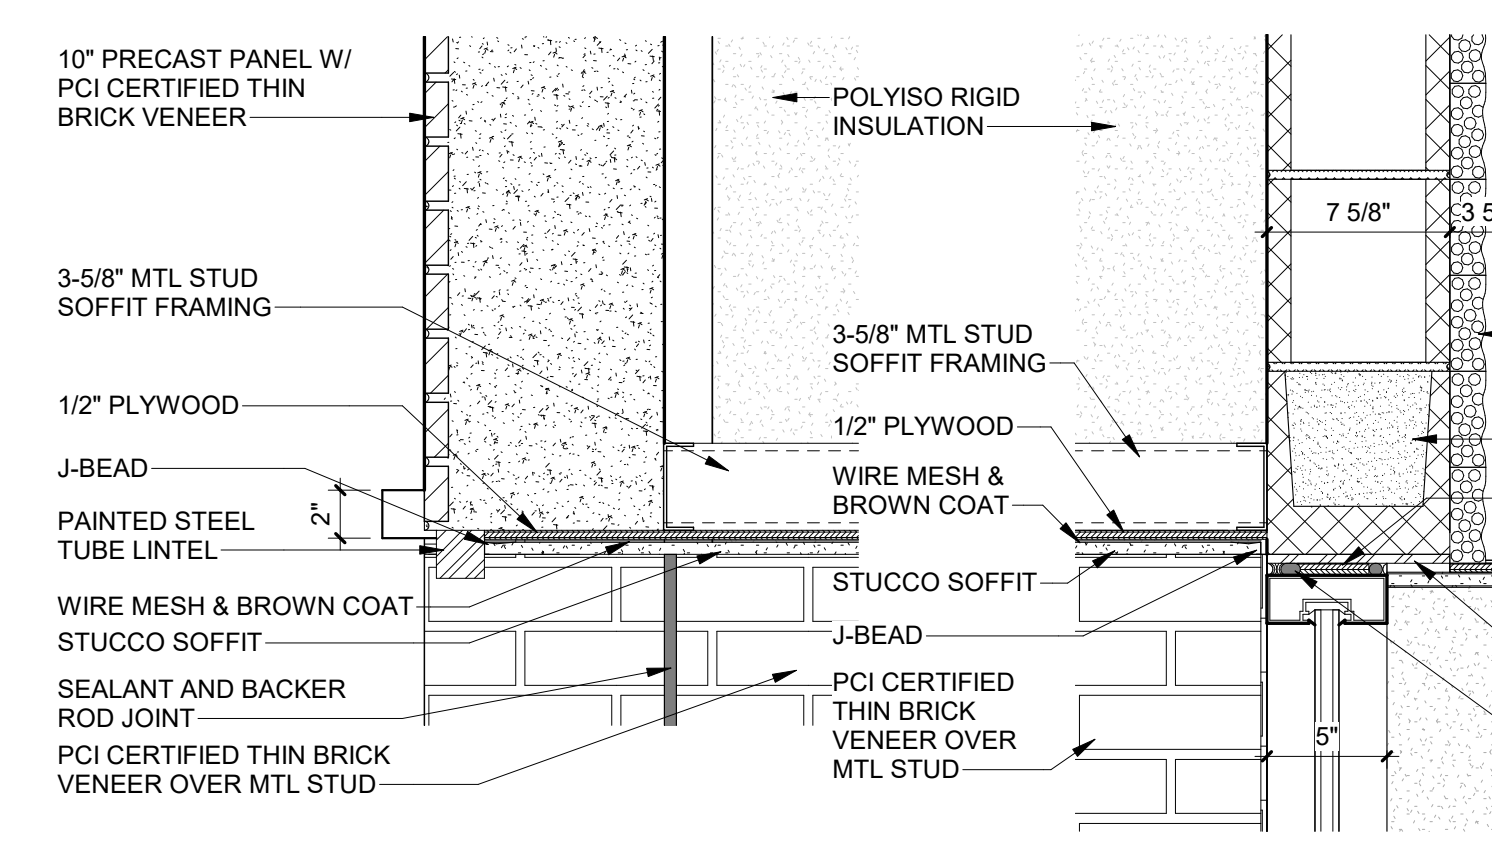 10" PRECAST PANEL W/
PCI CERTIFIED THIN
BRICK VENEER
3-5/8" MTL STUD
SOFFIT FRAMING
1/2" PLYWOOD
J-BEAD
2"
PAINTED STEEL
TUBE LINTEL
WIRE MESH & BROWN COAT
STUCCO SOFFIT
SEALANT AND BACKER
ROD JOINT
PCI CERTIFIED THIN BRICK
VENEER OVER MTL STUD
POLYISO RIGID
INSULATION
3-5/8" MTL STUD
SOFFIT FRAMING
1/2" PLYWOOD
WIRE MESH &
BROWN COAT
STUCCO SOFFIT
J-BEAD
PCI CERTIFIED
THIN BRICK
VENEER OVER
MTL STUD
7 5/8"
3 5
5"